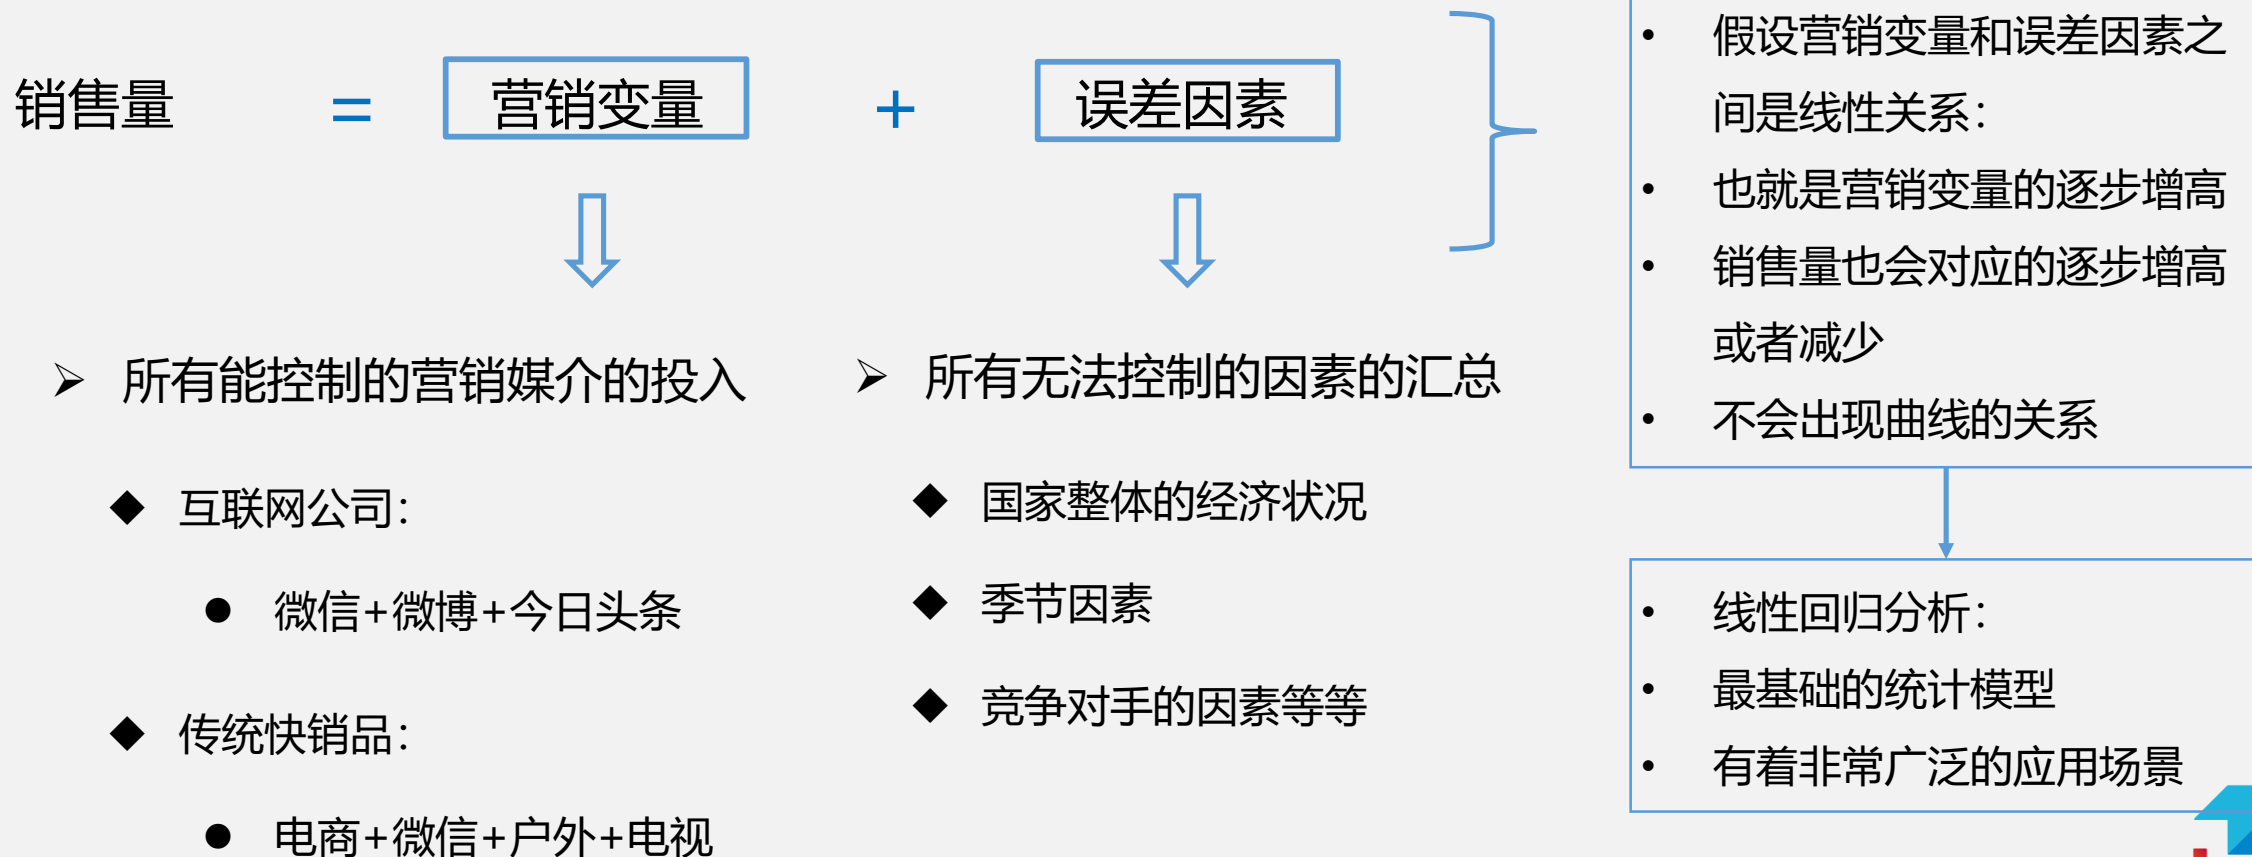 销售量 = 营销变量 + 误差因素
➢ 所有能控制的营销媒介的投入
◆ 互联网公司：
● 微信+微博+今日头条
◆ 传统快销品：
● 电商+微信+户外+电视
➢ 所有无法控制的因素的汇总
◆ 国家整体的经济状况
◆ 季节因素
◆ 竞争对手的因素等等
• 假设营销变量和误差因素之
间是线性关系：
• 也就是营销变量的逐步增高
• 销售量也会对应的逐步增高
或者减少
• 不会出现曲线的关系
• 线性回归分析：
• 最基础的统计模型
• 有着非常广泛的应用场景